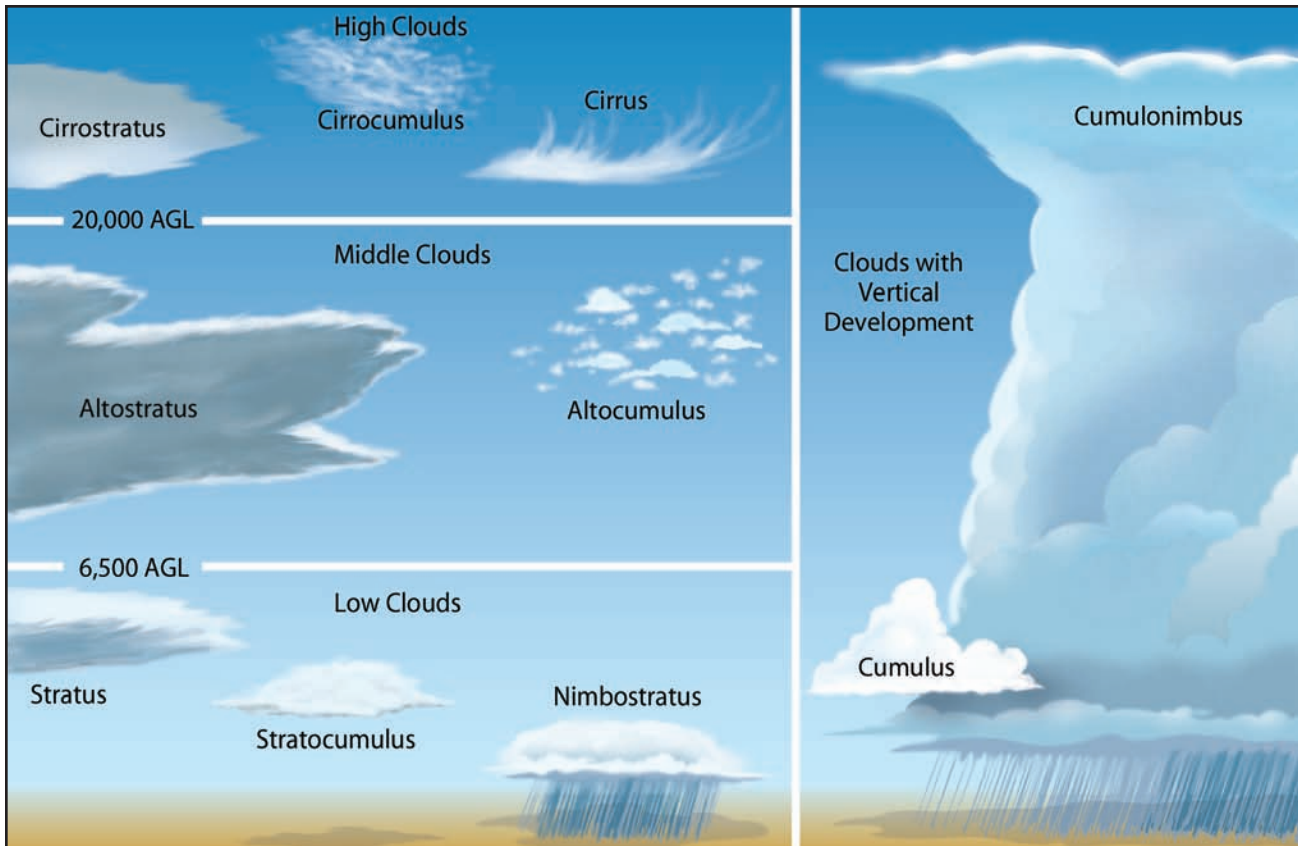 High Clouds
Cirrostratus
Cirrocumulus
Cirrus
20,000 AGL
Middle Clouds
Altostratus
Altocumulus
6,500 AGL
Low Clouds
Stratus
Stratocumulus
Nimbostratus
Clouds with
Vertical
Development
Cumulonimbus
Cumulus